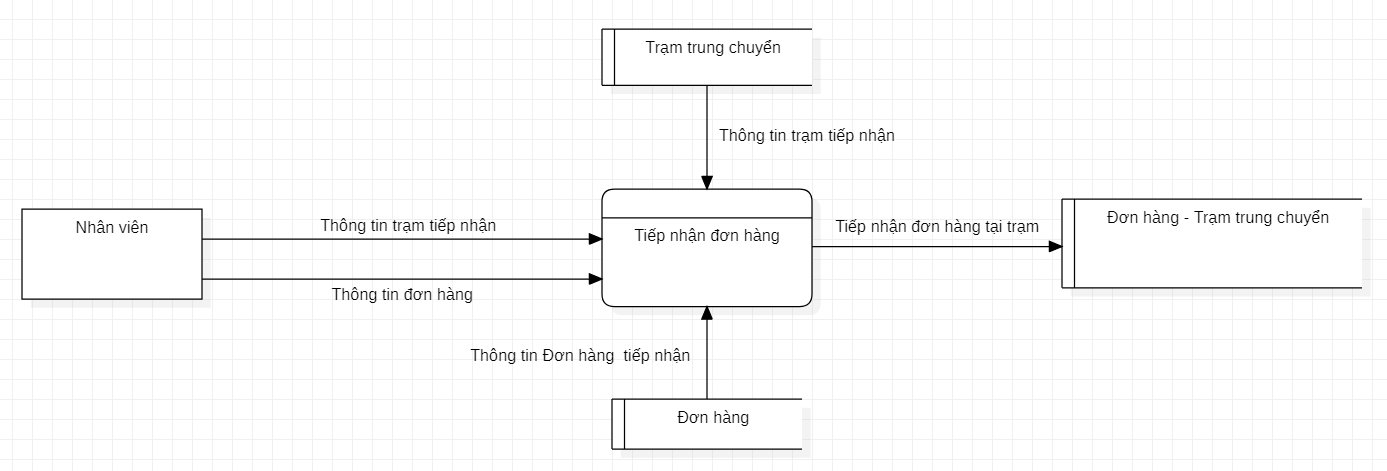 Trạm trung chuyển
Thông tin trạm tiếp nhận
Nhân viên
Thông tin trạm tiếp nhận
Thông tin đơn hàng
Tiếp nhận đơn hàng
Tiếp nhận đơn hàng tại trạm
Đơn hàng - Trạm trung chuyển
Thông tin Đơn hàng  tiếp nhận
Đơn hàng